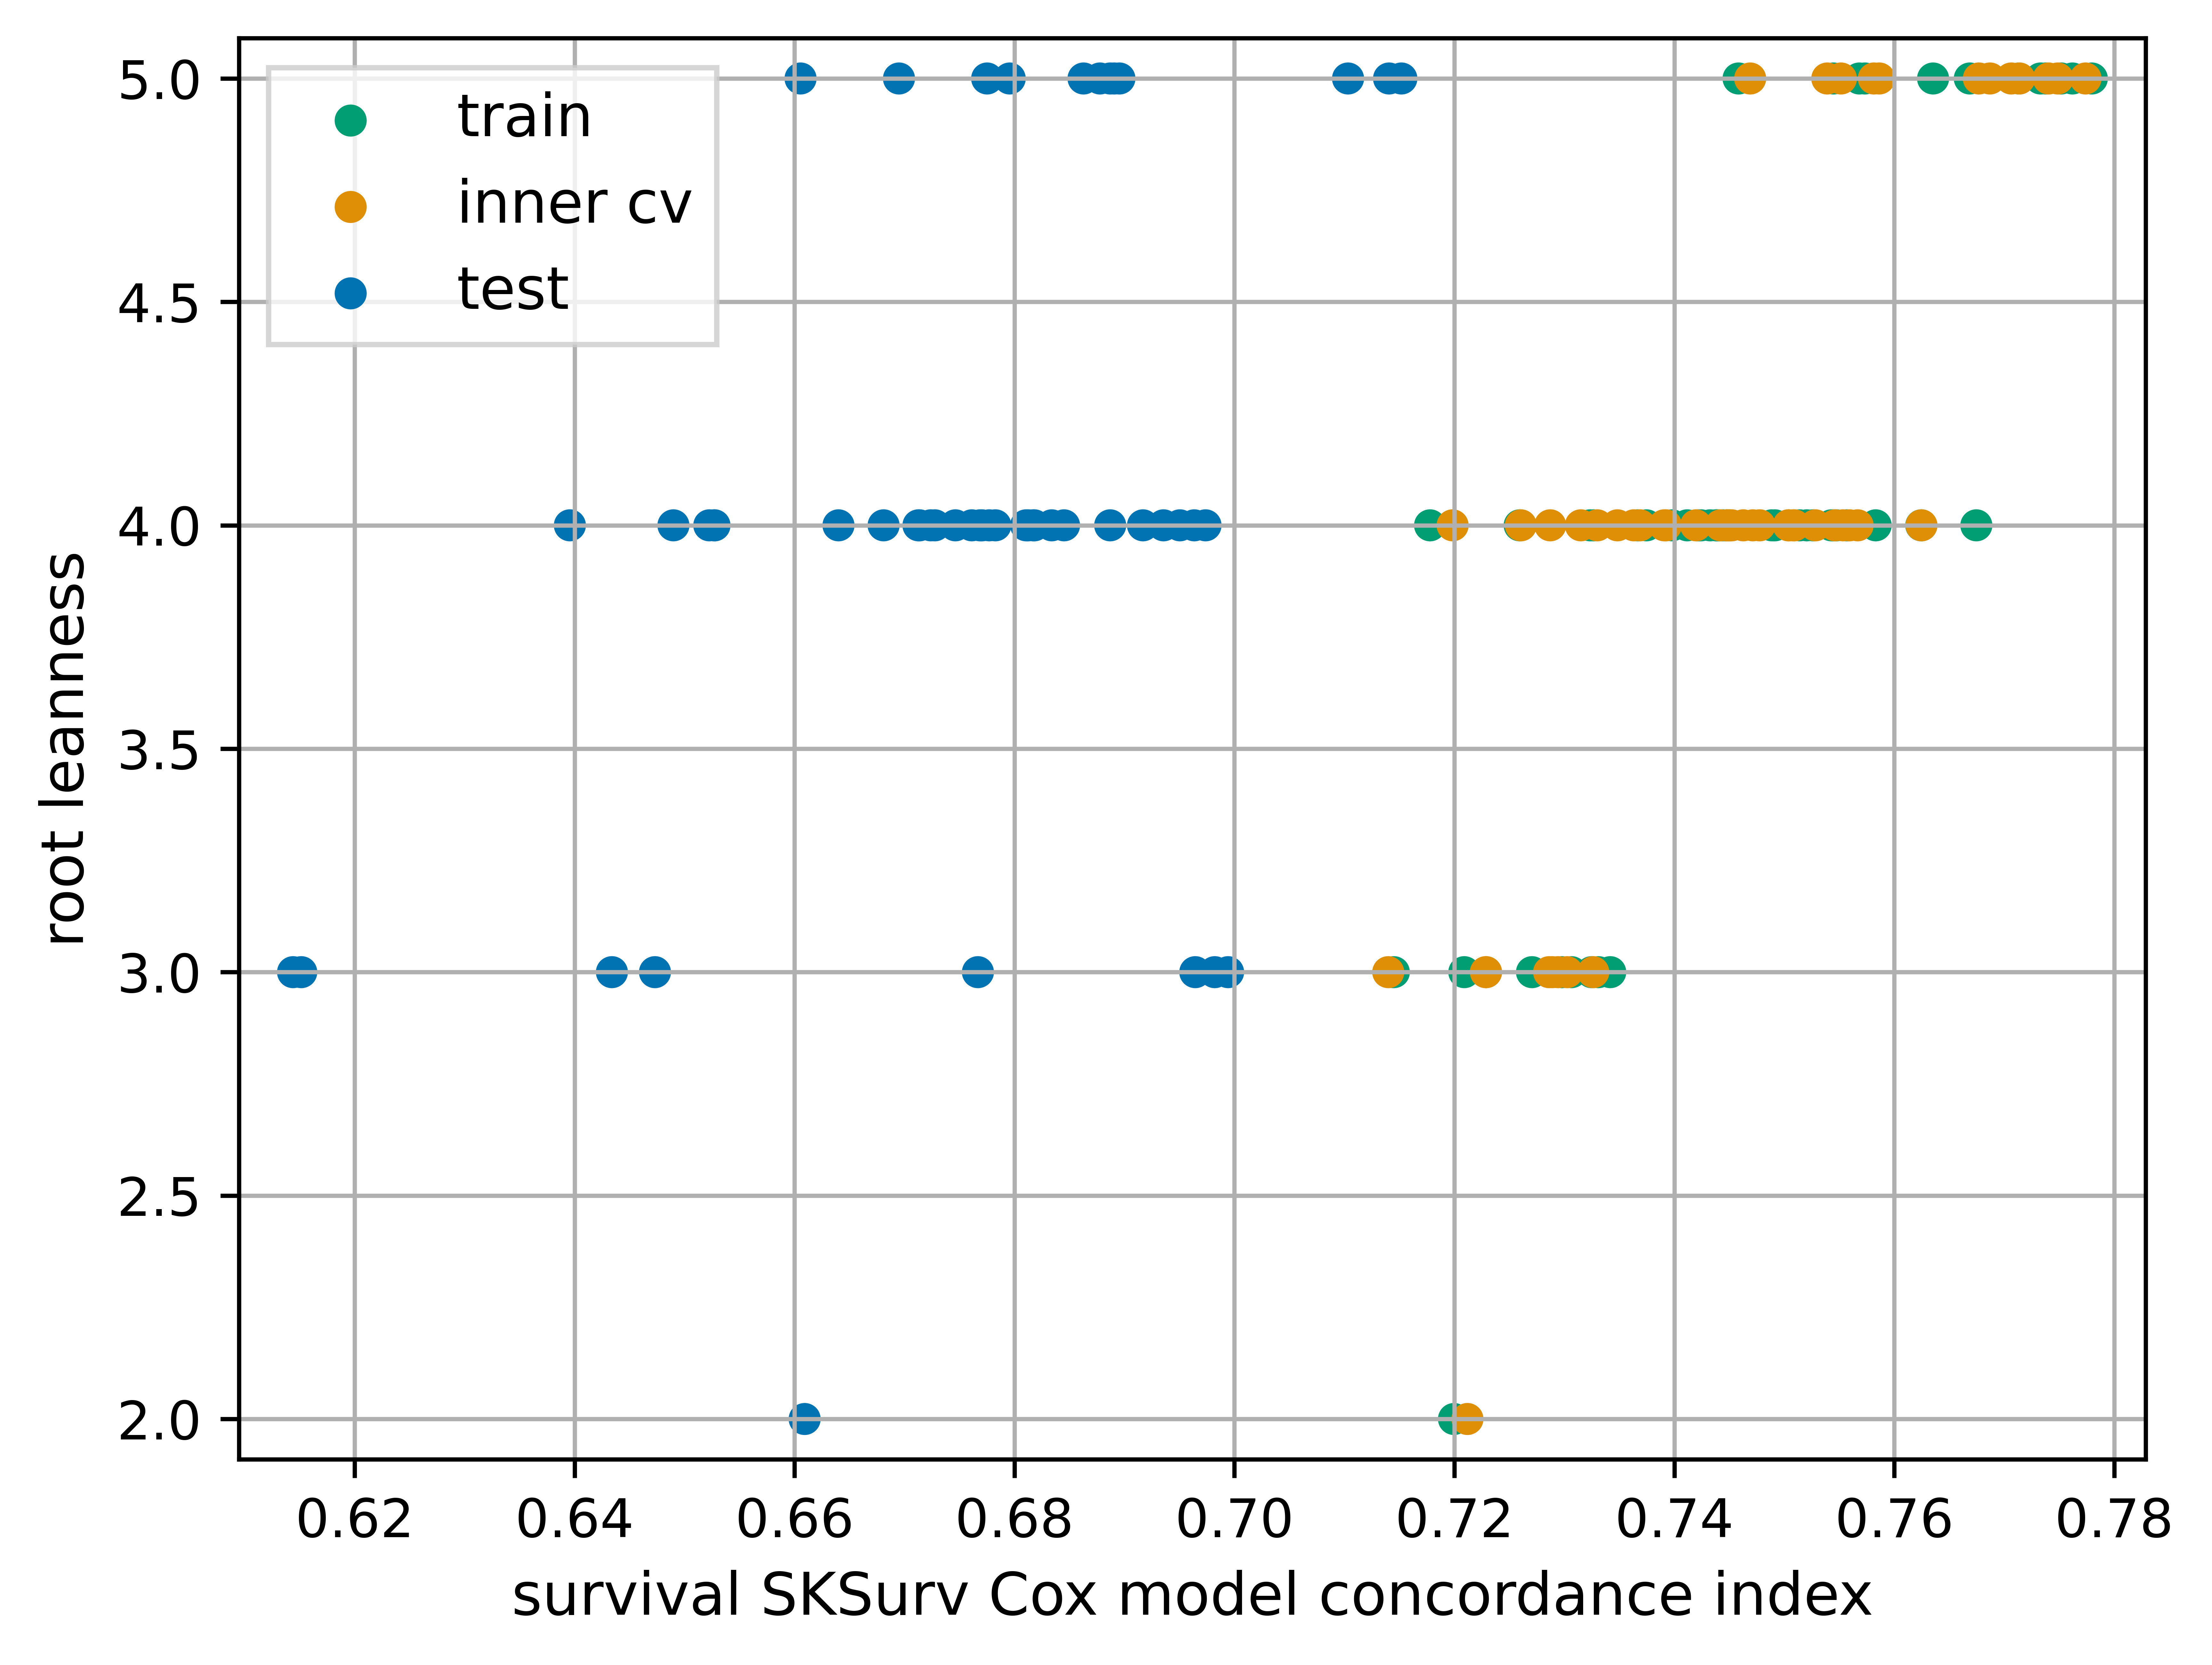 train
inner cv
test
5.0
4.5
4.0
3.5
3.0
2.5
2.0
root leanness
0.62 0.64 0.66 0.68 0.70 0.72 0.74 0.76 0.78
survival SKSurv Cox model concordance index